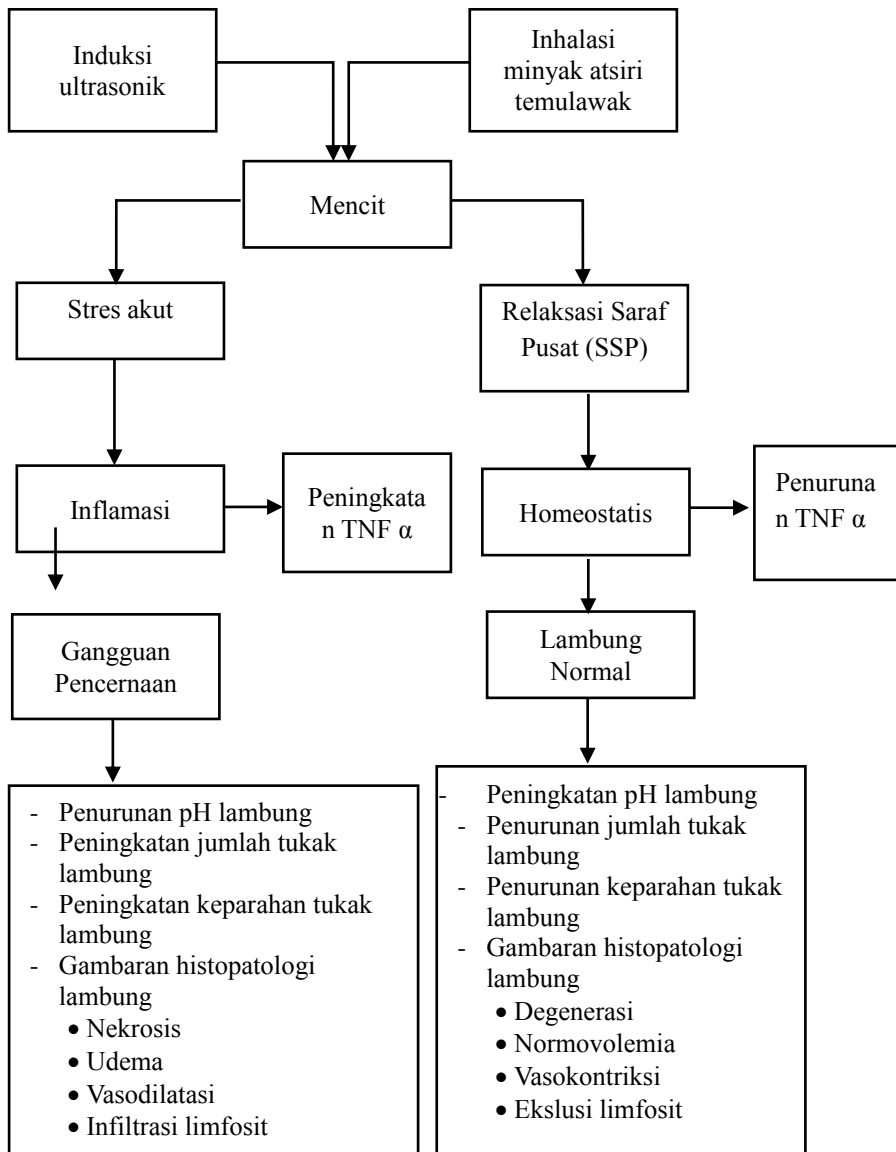 Induksi
ultrasonik
Inhalasi
minyak atsiri
temulawak
Mencit
Stres akut
Relaksasi Saraf
Pusat (SSP)
Inflamasi
Peningkata
n TNF α
Homeostatis
Penuruna
n TNF α
Gangguan
Pencernaan
Lambung
Normal
- Penurunan pH lambung
- Peningkatan jumlah tukak
lambung
- Peningkatan keparahan tukak
lambung
- Gambaran histopatologi
lambung
• Nekrosis
• Udema
• Vasodilatasi
• Infiltrasi limfosit
- Peningkatan pH lambung
- Penurunan jumlah tukak
lambung
- Penurunan keparahan tukak
lambung
- Gambaran histopatologi
lambung
• Degenerasi
• Normovolemia
• Vasokontriksi
• Ekslusi limfosit